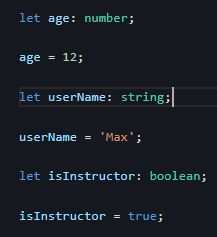 let age: number;
age = 12;
let userName: string;
userName = 'Max';
let isInstructor: boolean;
isInstructor = true;